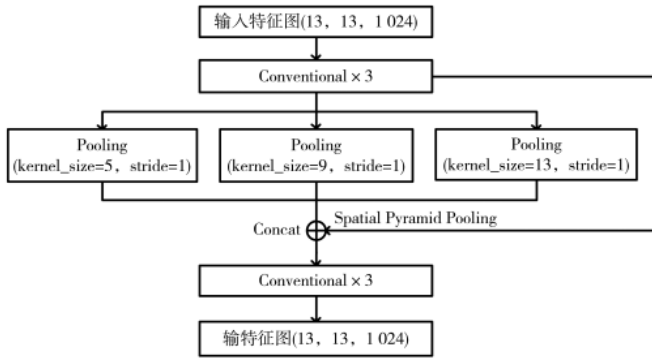 输入特征图(13，13，1 024)
Conventional × 3
Pooling
(kernel_size=5，stride=1)
Pooling
(kernel_size=9，stride=1)
Pooling
(kernel_size=13，stride=1)
Concat
Spatial Pyramid Pooling
Conventional × 3
输特征图(13，13，1 024)